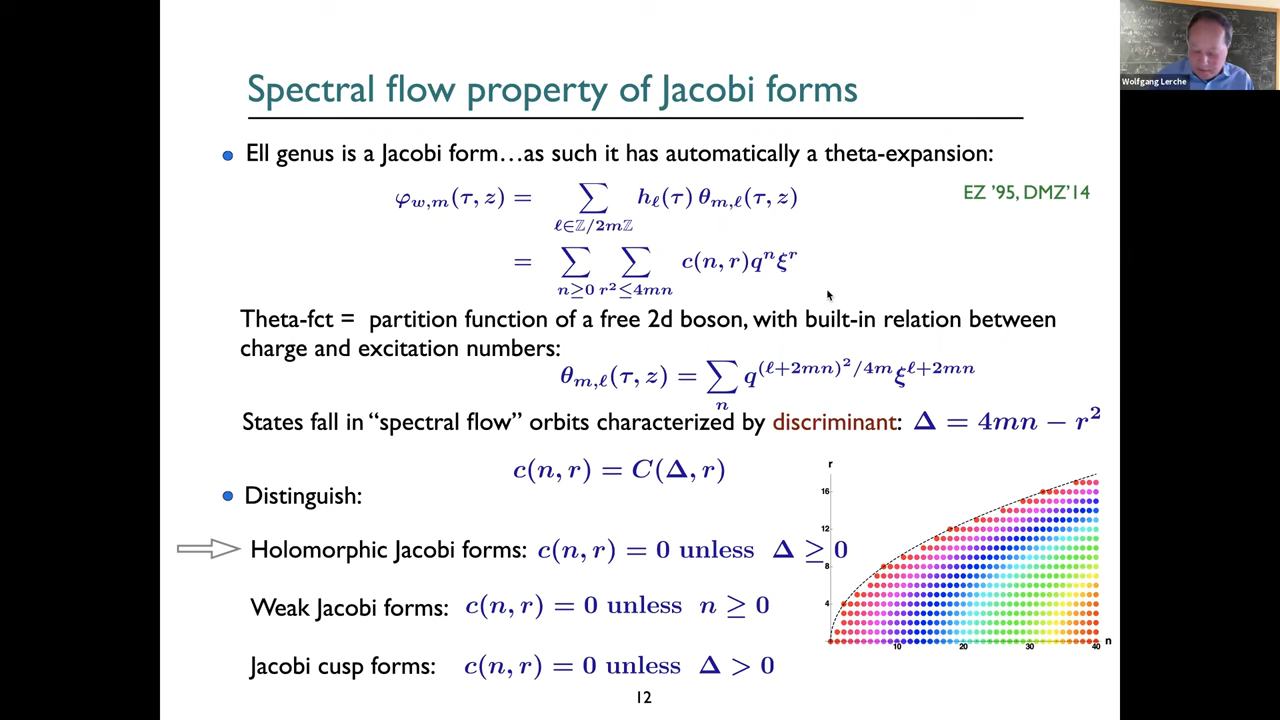 Spectral flow property of Jacobi forms
Ell genus is a Jacobi form…as such it has automatically a theta-expansion:
φ_{w,m}(τ, z) = ∑_{ℓ∈ℤ/2mℤ} h_ℓ(τ) θ_{m,ℓ}(τ, z)
EZ '95, DMZ'14
= ∑_{n≥0} ∑_{r²≤4mn} c(n, r)qⁿξʳ
Theta-fct = partition function of a free 2d boson, with built-in relation between
charge and excitation numbers:
θ_{m,ℓ}(τ, z) = ∑_n q^{(ℓ+2mn)²/4m} ξ^{ℓ+2mn}
States fall in “spectral flow” orbits characterized by discriminant: Δ = 4mn − r²
c(n, r) = C(Δ, r)
Distinguish:
Holomorphic Jacobi forms: c(n, r) = 0 unless Δ ≥ 0
Weak Jacobi forms: c(n, r) = 0 unless n ≥ 0
Jacobi cusp forms: c(n, r) = 0 unless Δ > 0
r
16
12
8
4
10 20 30 40 n
12
Wolfgang Lerche